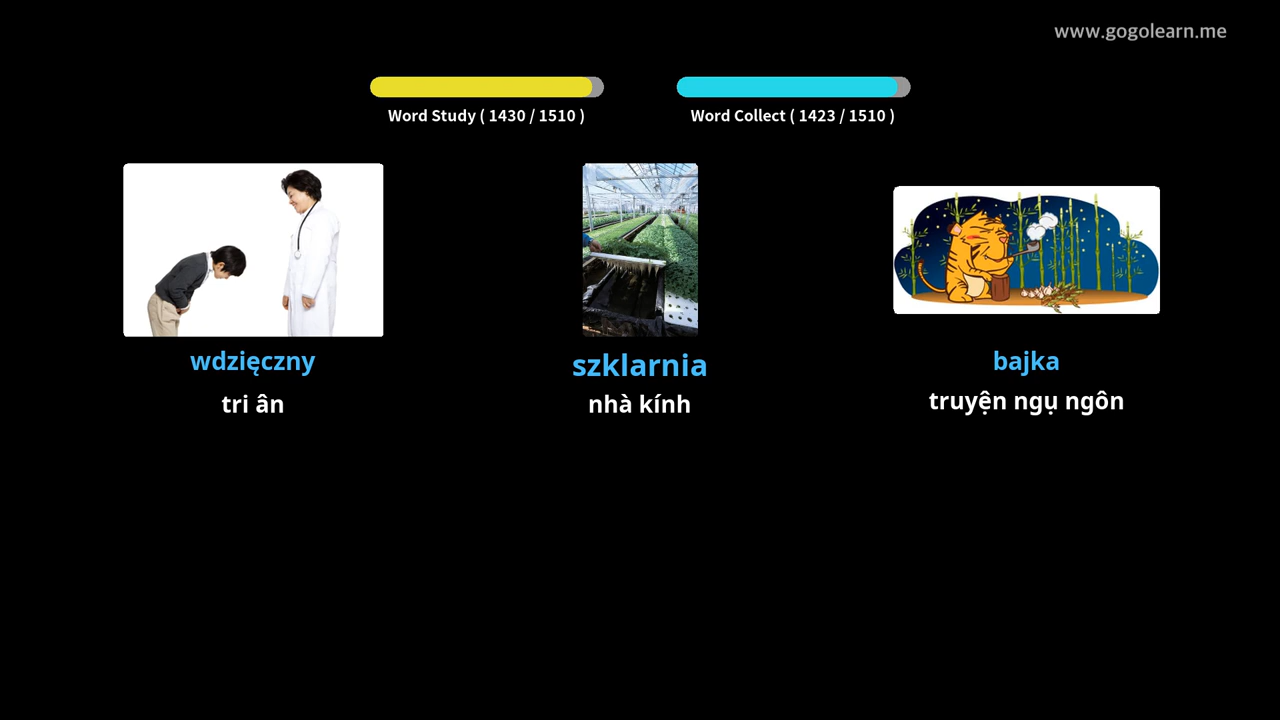 www.gogolearn.me
Word Study ( 1430 / 1510 )
Word Collect ( 1423 / 1510 )
wdzięczny
tri ân
szklarnia
nhà kính
bajka
truyện ngụ ngôn